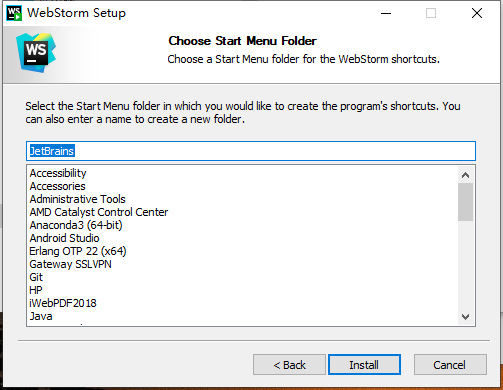 WS
WebStorm Setup
WS
Choose Start Menu Folder
Choose a Start Menu folder for the WebStorm shortcuts.
Select the Start Menu folder in which you would like to create the program's shortcuts. You
can also enter a name to create a new folder.
JetBrains
Accessibility
Accessories
Administrative Tools
AMD Catalyst Control Center
Anaconda3 (64-bit)
Android Studio
Erlang OTP 22 (x64)
Gateway SSLVPN
Git
HP
iWebPDF2018
Java
< Back
Install
Cancel